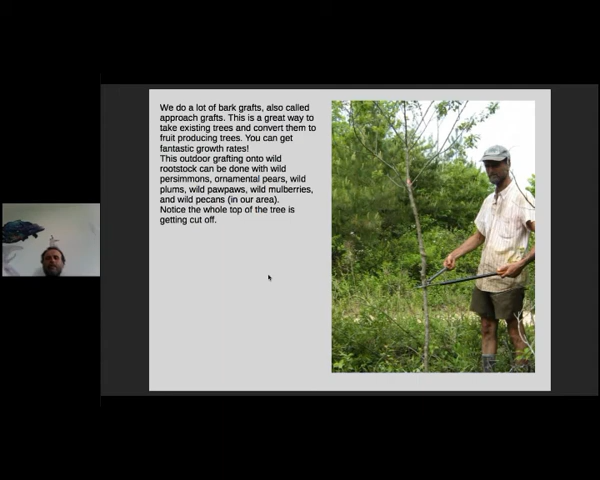 We do a lot of bark grafts, also called
approach grafts. This is a great way to
take existing trees and convert them to
fruit producing trees. You can get
fantastic growth rates!
This outdoor grafting onto wild
rootstock can be done with wild
persimmons, ornamental pears, wild
plums, wild pawpaws, wild mulberries,
and wild pecans (in our area).
Notice the whole top of the tree is
getting cut off.